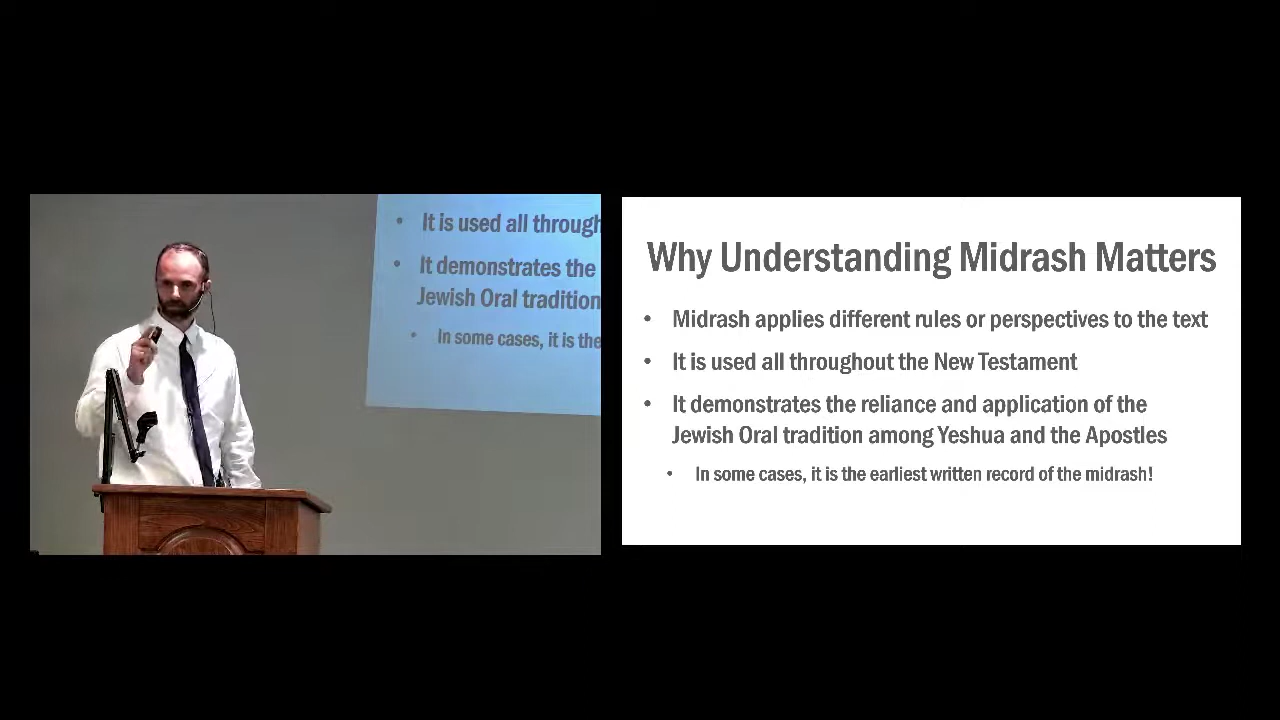 • It is used all through
• It demonstrates the
Jewish Oral tradition
• In some cases, it is the
Why Understanding Midrash Matters
• Midrash applies different rules or perspectives to the text
• It is used all throughout the New Testament
• It demonstrates the reliance and application of the
Jewish Oral tradition among Yeshua and the Apostles
• In some cases, it is the earliest written record of the midrash!